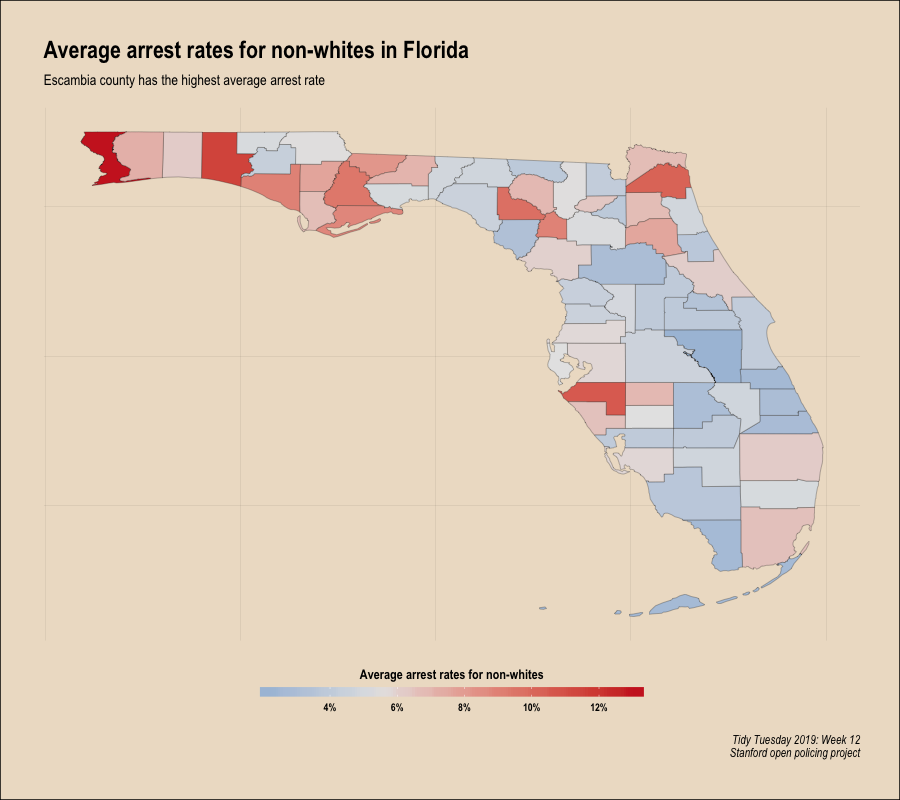 Average arrest rates for non-whites in Florida
Escambia county has the highest average arrest rate
Average arrest rates for non-whites
4% 6% 8% 10% 12%
Tidy Tuesday 2019: Week 12
Stanford open policing project